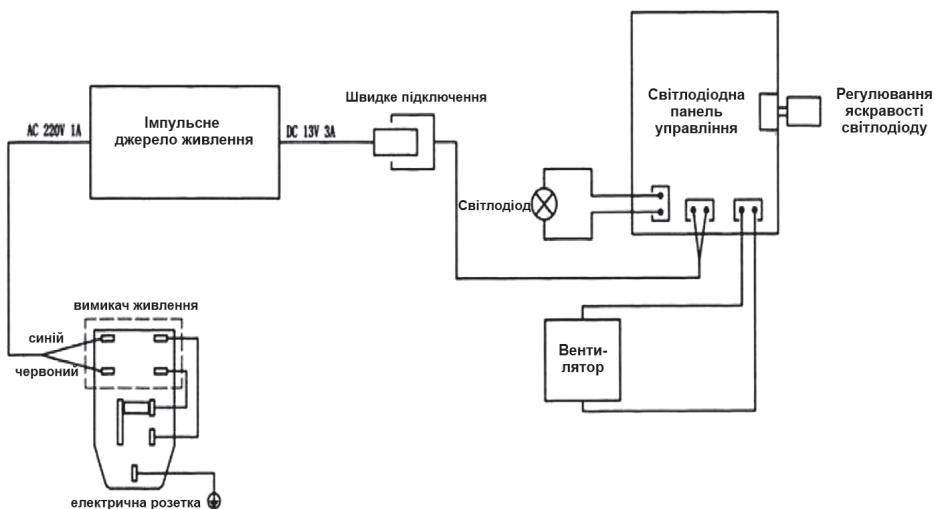 Швидке підключення
Світлодіодна
панель
управління
Регулювання
яскравості
світлодіоду
AC 220V 1A
Імпульсне
джерело живлення
DC 13V 3A
Світлодіод
вимикач живлення
синій
червоний
Венти-
лятор
електрична розетка